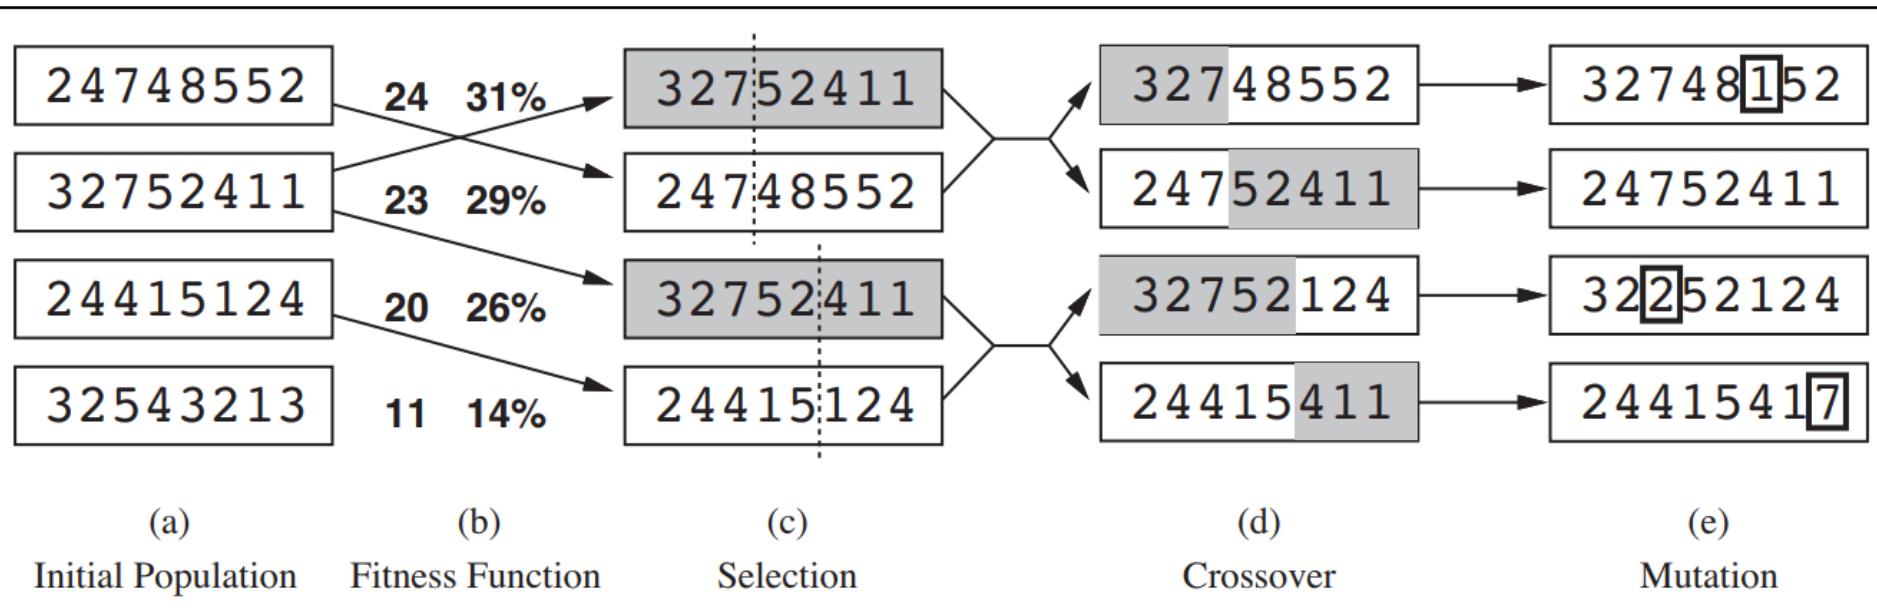 24748552 24 31% 32752411 32748552 32748152
32752411 23 29% 24748552 24752411 24752411
24415124 20 26% 32752411 32752124 32252124
32543213 11 14% 24415124 24415411 24415417
(a) (b) (c) (d) (e)
Initial Population Fitness Function Selection Crossover Mutation